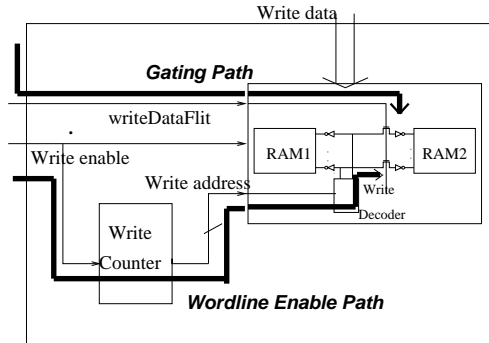 Write data
Gating Path
writeDataFlit
Write enable
RAM1
RAM2
Write address
Write
Decoder
Write
Counter
Wordline Enable Path